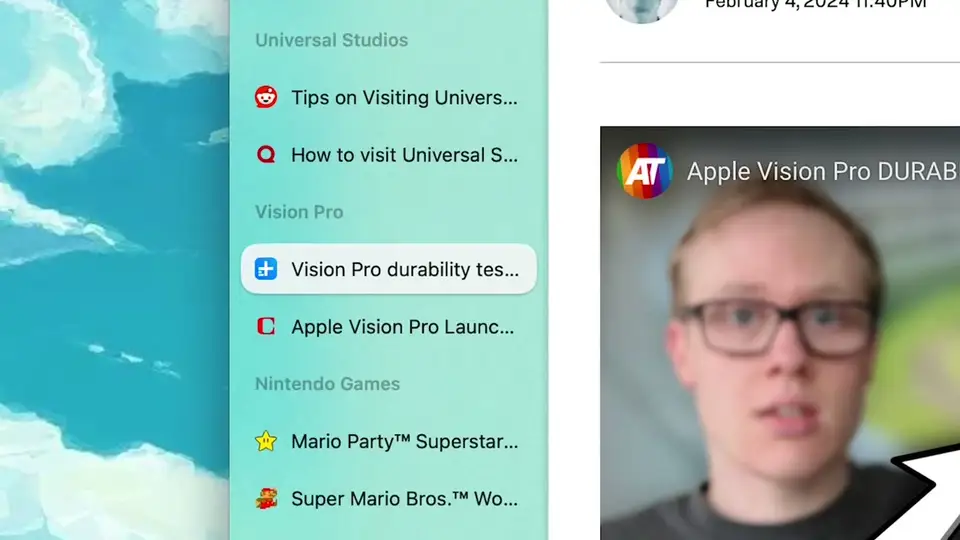 Universal Studios
Tips on Visiting Univers...
How to visit Universal S...
Vision Pro
Vision Pro durability tes...
Apple Vision Pro Launc...
Nintendo Games
Mario Party™ Superstar...
Super Mario Bros.™ Wo...
February 4, 2024 11:40PM
AT
Apple Vision Pro DURAB